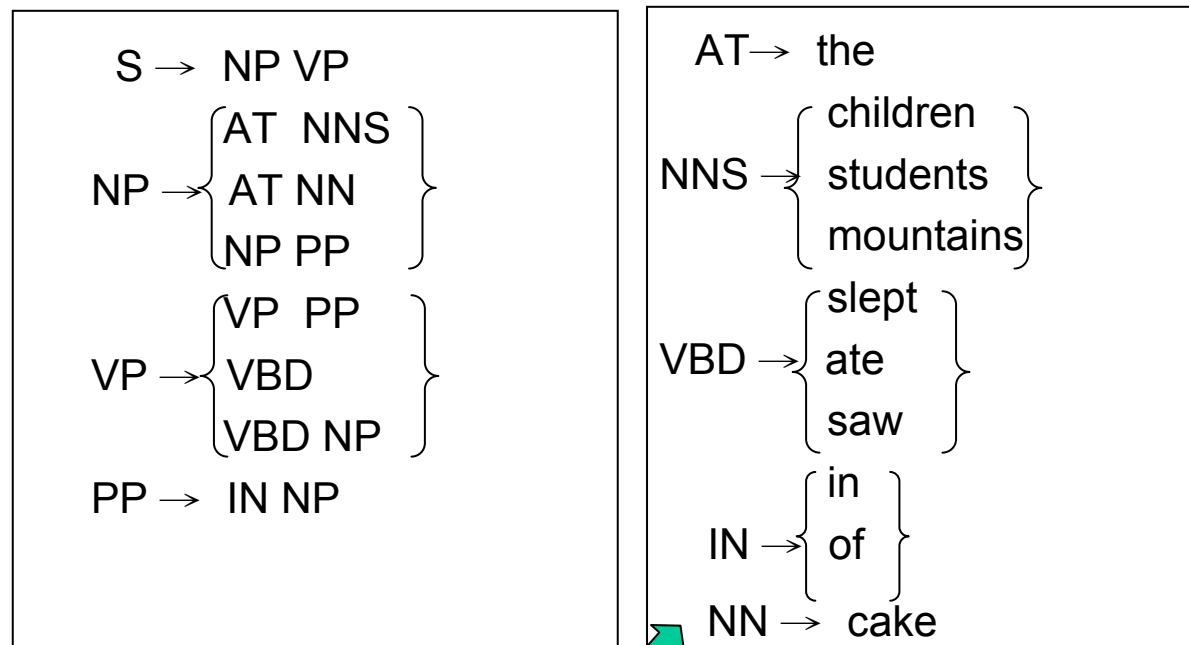 S → NP VP
AT NNS
NP → AT NN
NP PP
VP PP
VP → VBD
VBD NP
PP → IN NP
AT → the
children
NNS → students
mountains
slept
VBD → ate
saw
in
IN → of
NN → cake